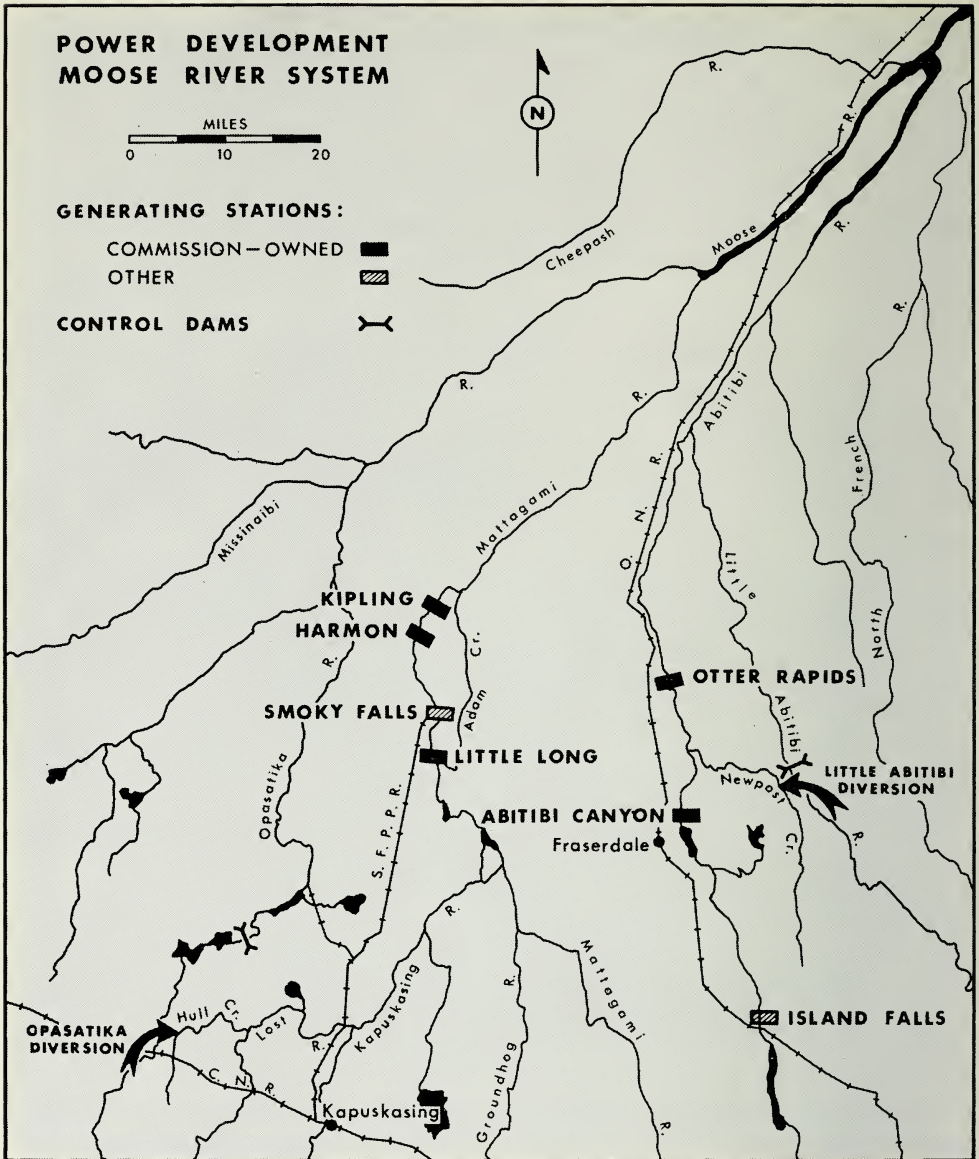 POWER DEVELOPMENT
MOOSE RIVER SYSTEM
MILES
0 10 20
N
GENERATING STATIONS:
COMMISSION—OWNED
OTHER
CONTROL DAMS
R.
R.
Cheepash
Moose
R.
R.
R.
R.
Abitibi
French
Missinaibi
Mattagami
R.
N.
O.
Little
North
KIPLING
HARMON
Cr.
R.
OTTER RAPIDS
SMOKY FALLS
Adam
Abitibi
LITTLE LONG
Newpost
LITTLE ABITIBI
DIVERSION
Opasatika
S. F. P. P. R.
ABITIBI CANYON
Fraserdale
Cr.
R.
R.
Mattagami
Kapuskasing
R.
Hull
Cr.
Lost
R.
OPASATIKA
DIVERSION
ISLAND FALLS
C. N. R.
Groundhog
Kapuskasing
R.